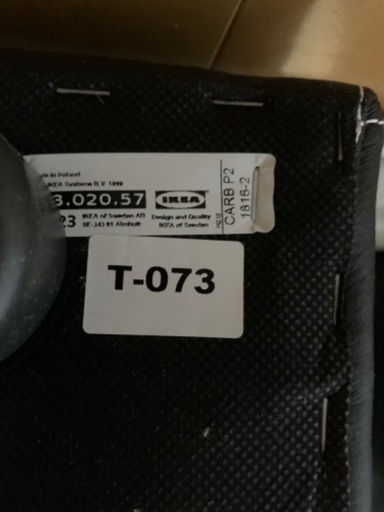 de in Poland
IKEA Systems B.V. 1999
3.020.57
IKEA
23 IKEA of Sweden AB
SE-343 81 Älmhult
Design and Quality
IKEA of Sweden
CARB P2
1816-2
T-073